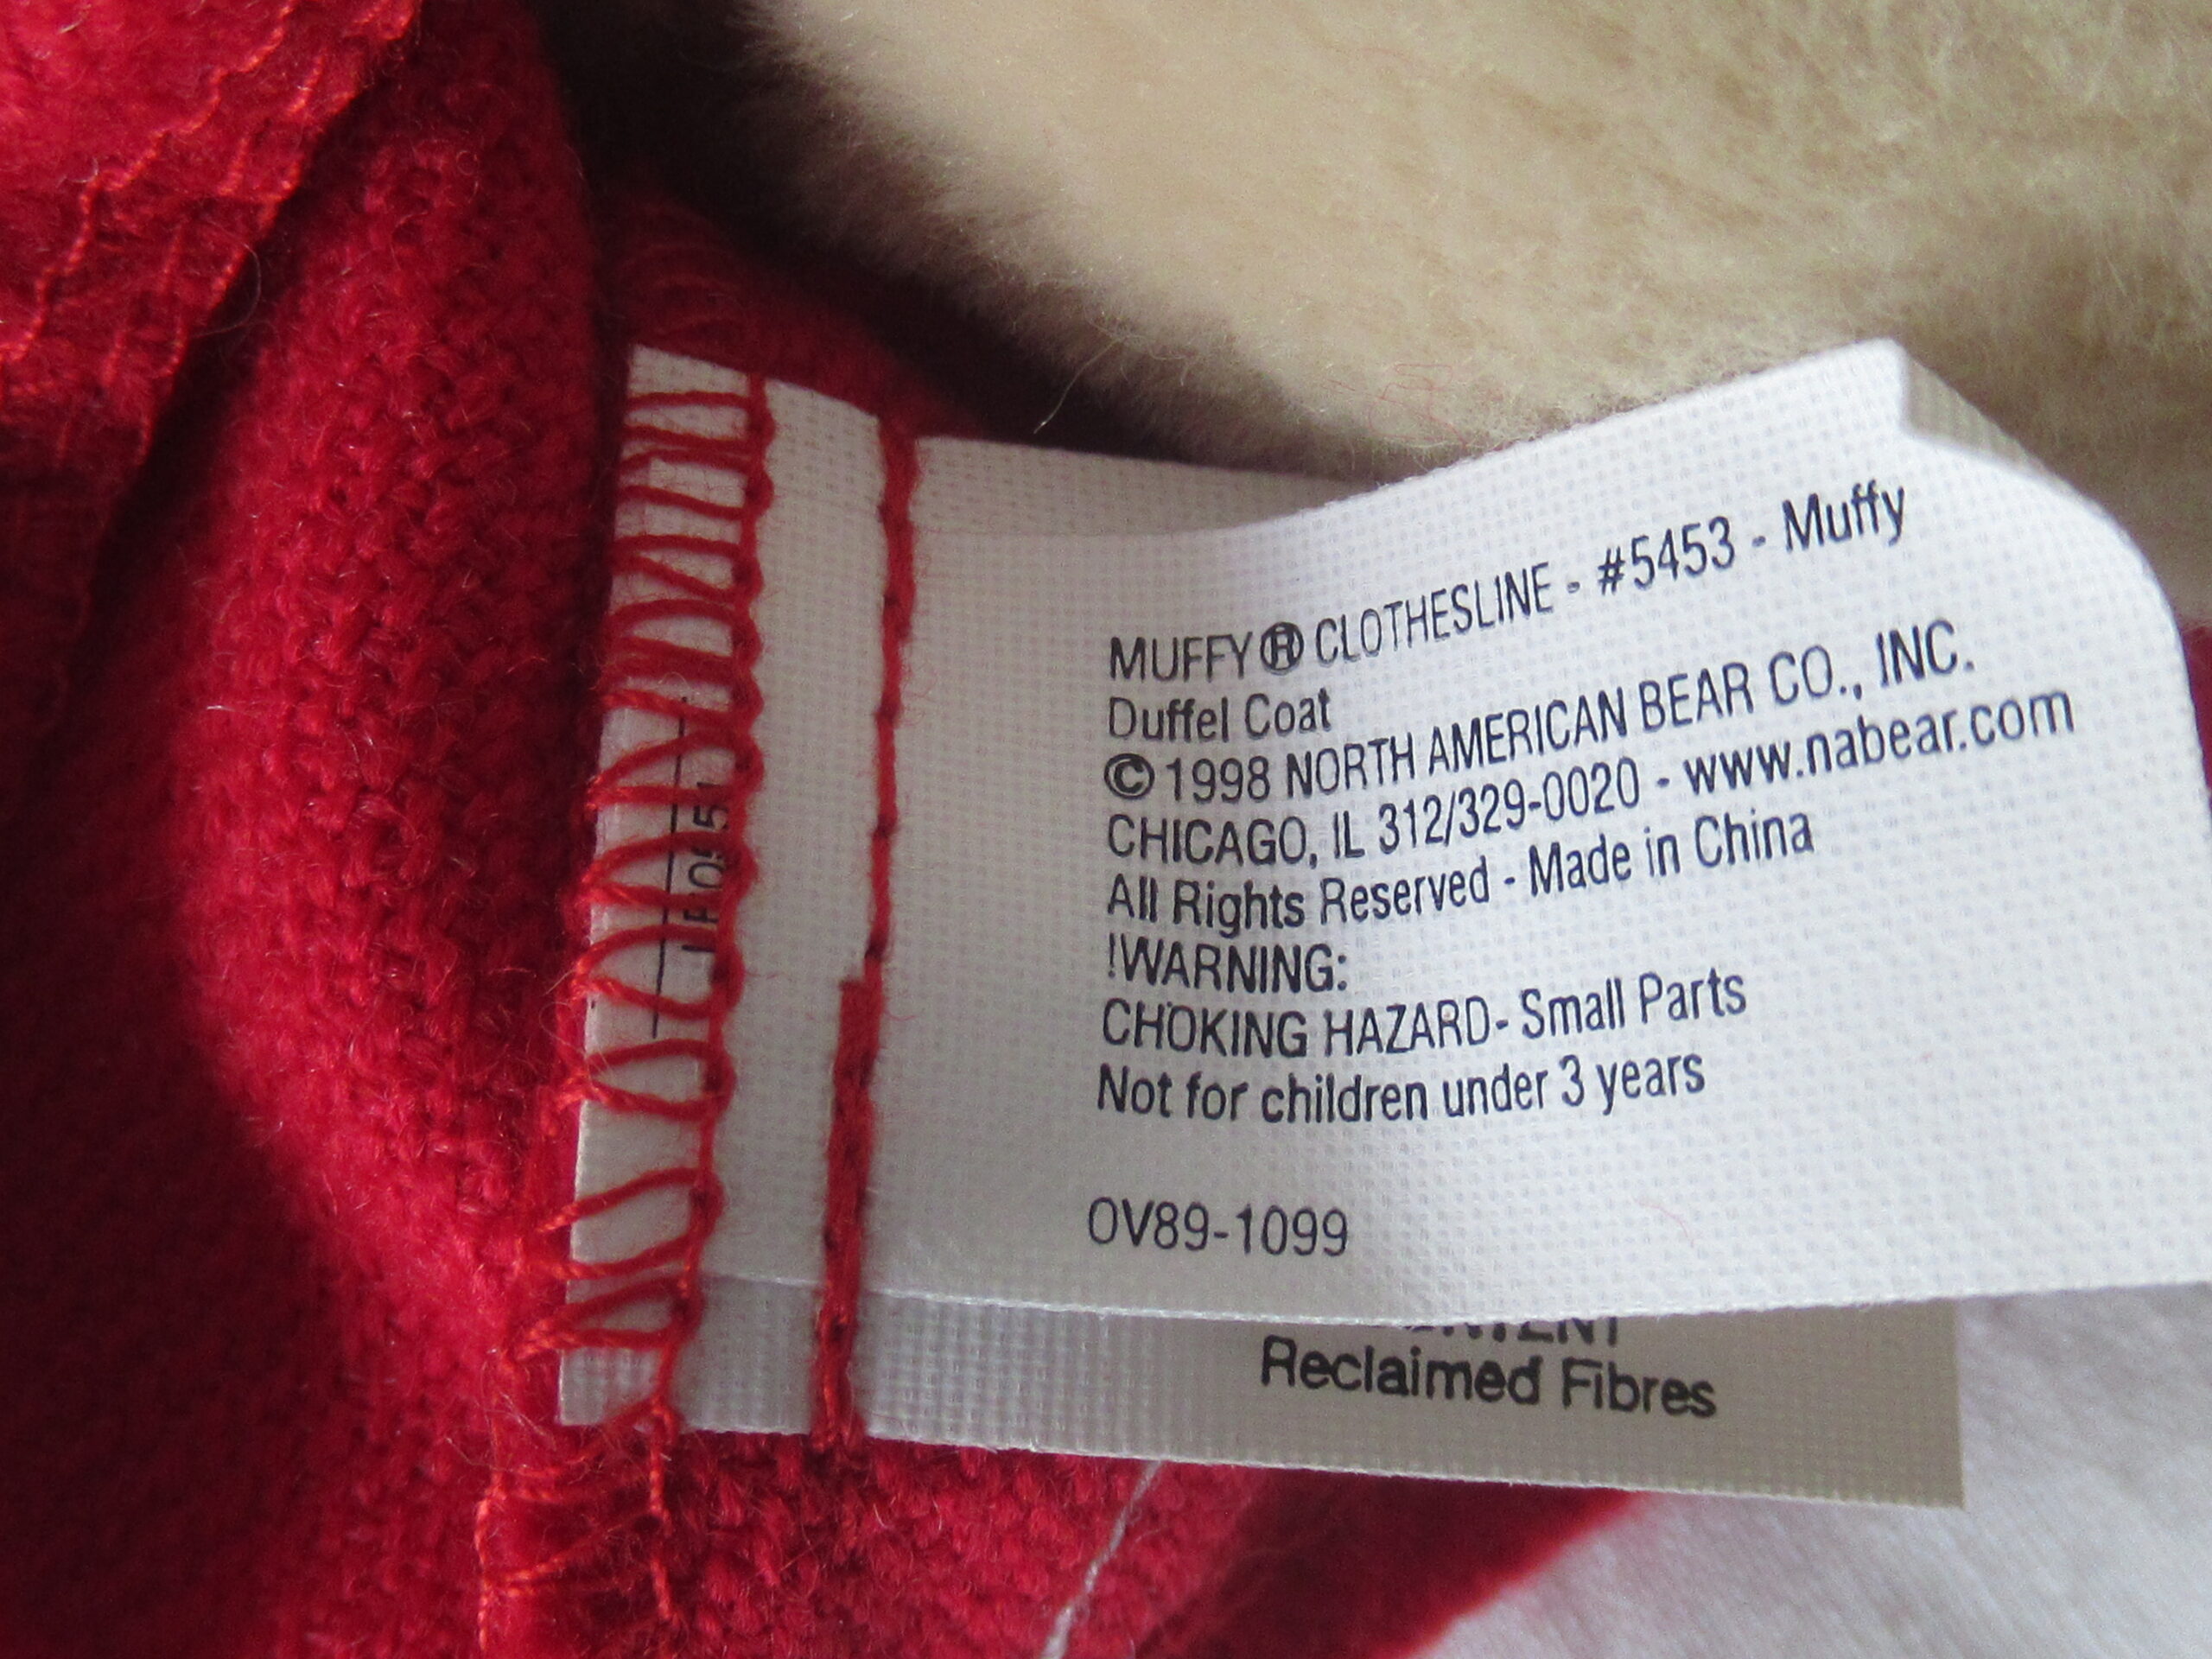 MUFFY ® CLOTHESLINE - #5453 - Muffy
Duffel Coat
© 1998 NORTH AMERICAN BEAR CO., INC.
CHICAGO, IL 312/329-0020 - www.nabear.com
All Rights Reserved - Made in China
!WARNING:
CHOKING HAZARD- Small Parts
Not for children under 3 years
OV89-1099
Reclaimed Fibres